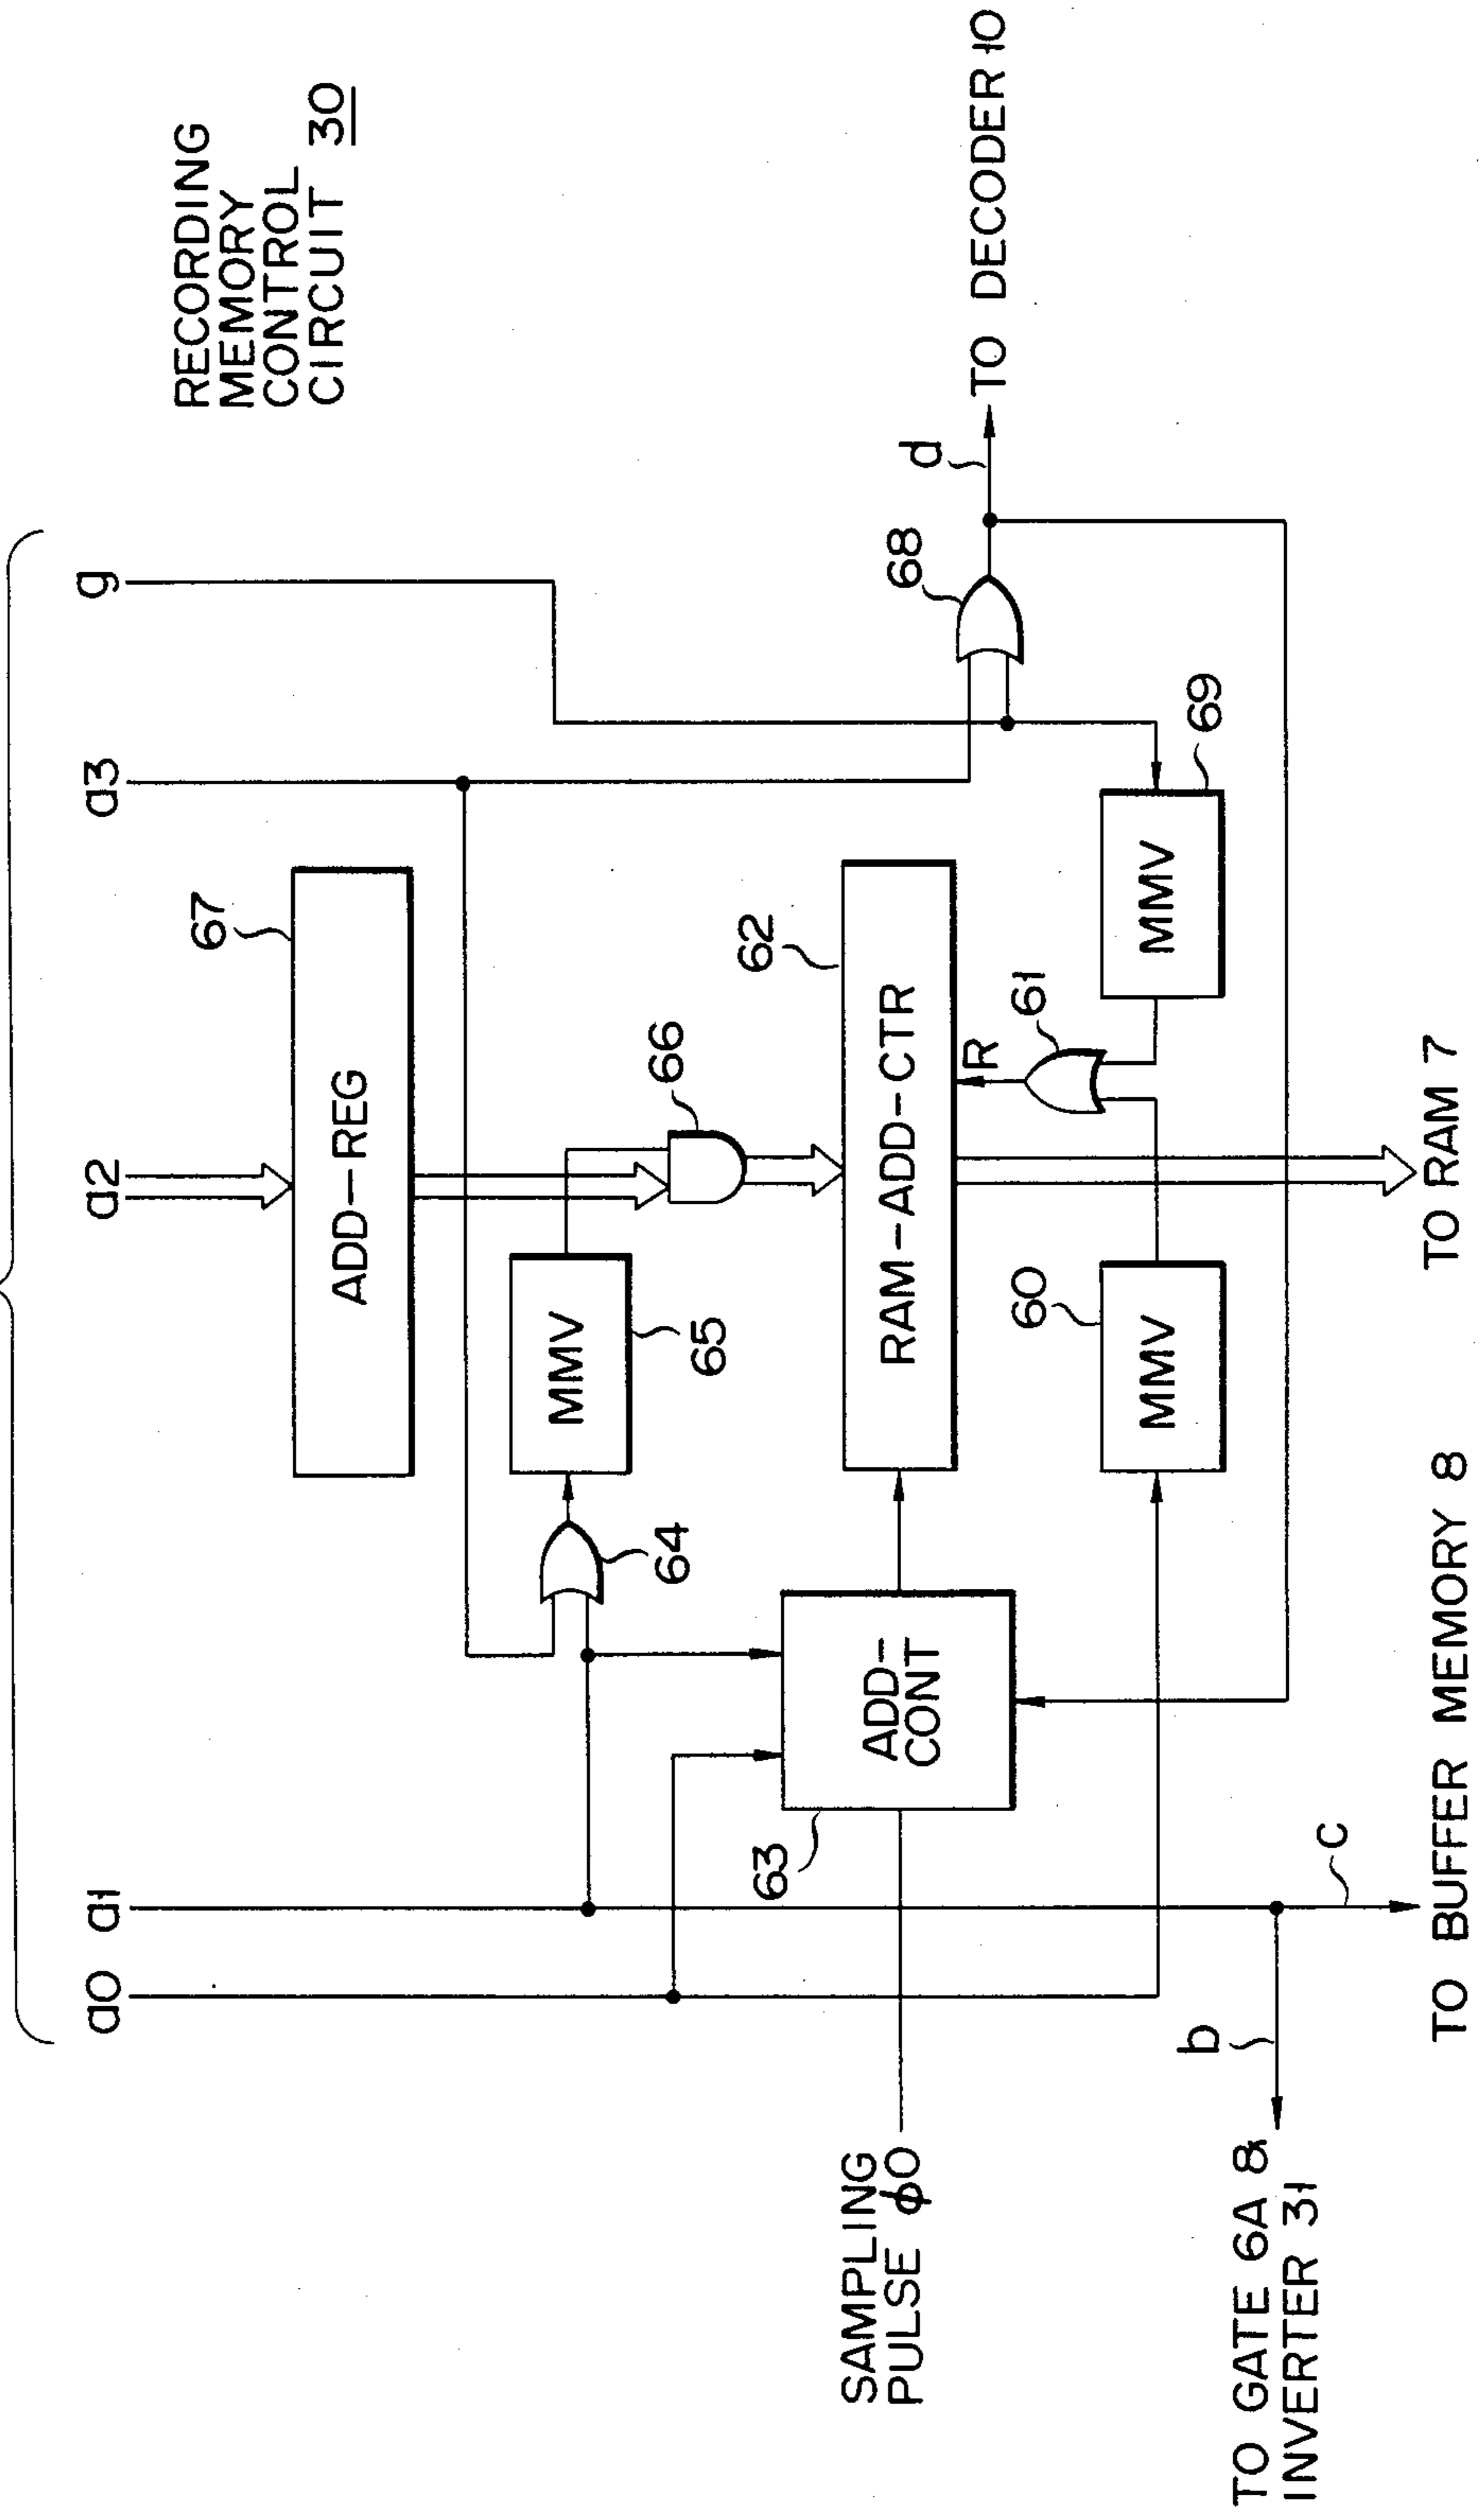 RECORDING
MEMORY
CONTROL
CIRCUIT 30
a0
a1
a2
a3
g
67
ADD-REG
64
MMV
65
66
SAMPLING
PULSE ϕ0
63
ADD-
CONT
RAM-ADD-CTR
62
R
61
68
d
TO DECODER 10
60
MMV
MMV
69
b
TO GATE 6A &
INVERTER 31
c
TO BUFFER MEMORY 8
TO RAM 7